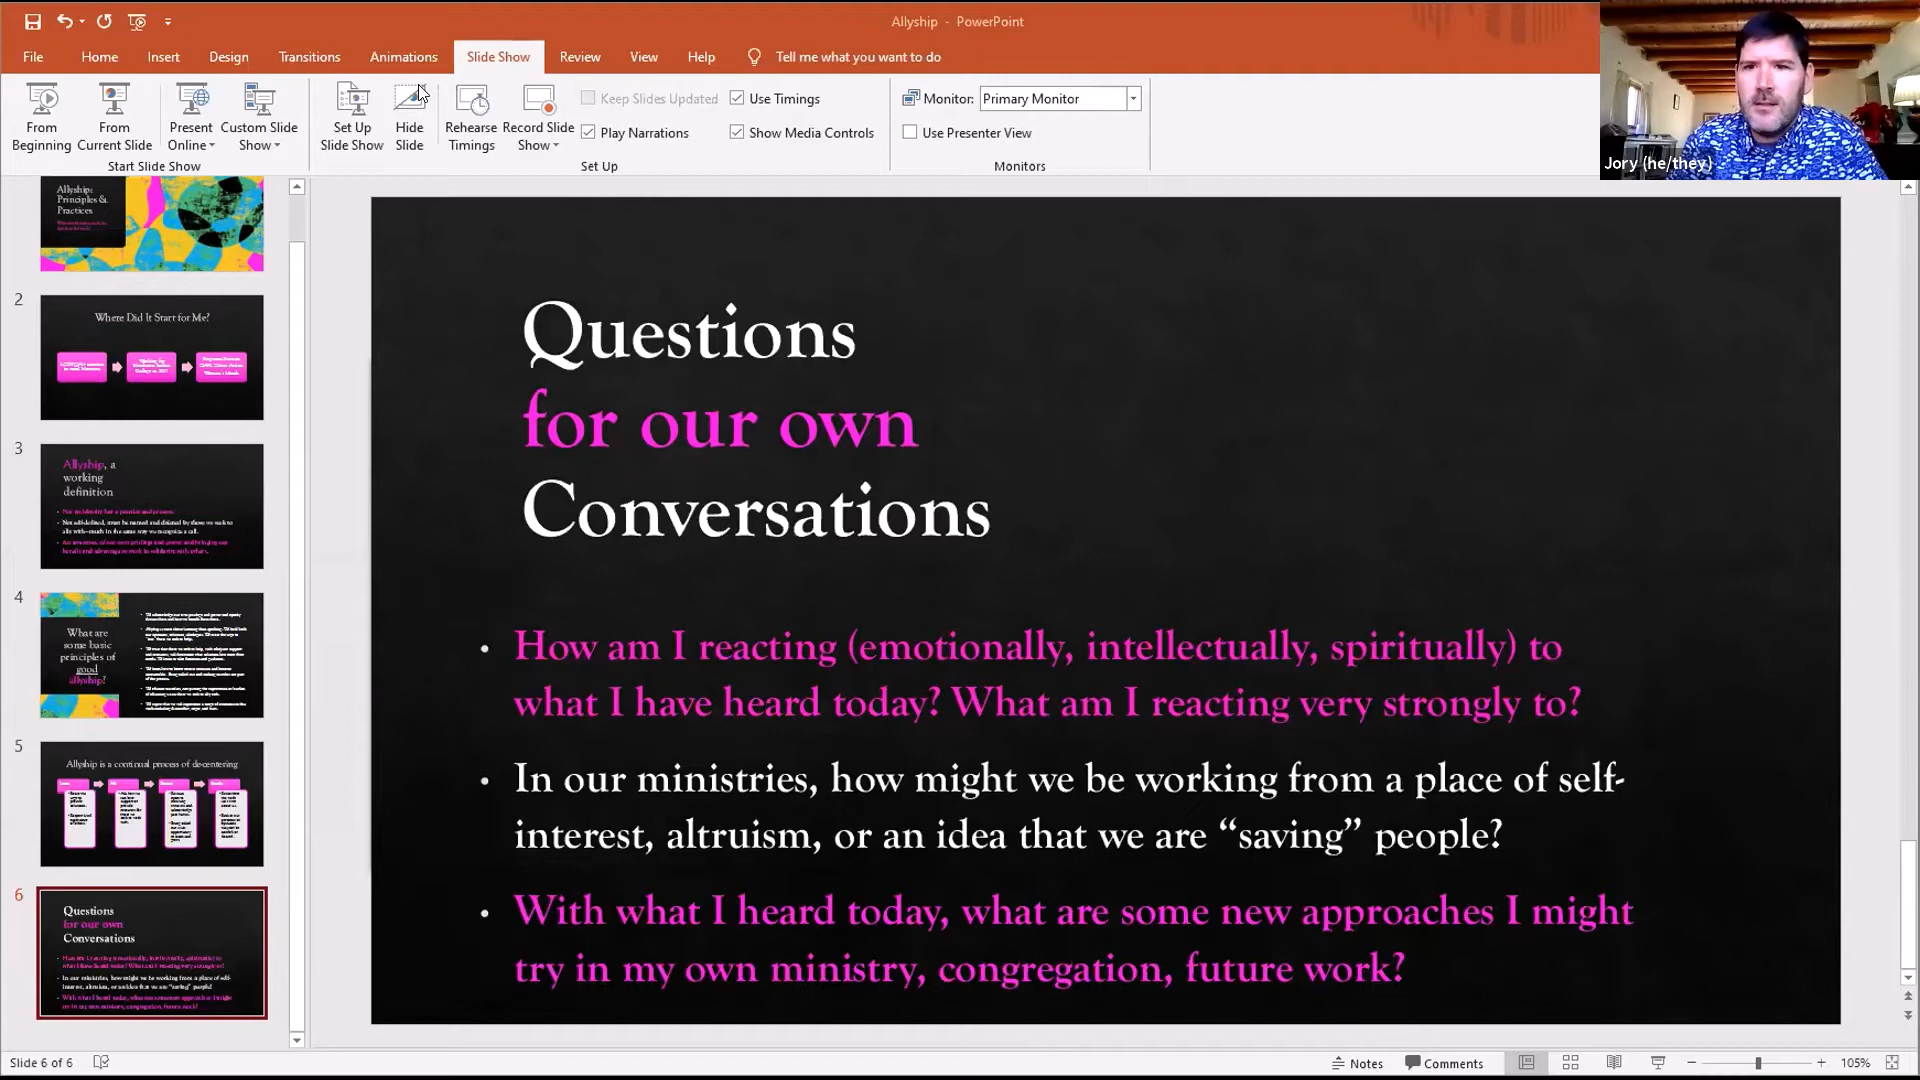 Allyship - PowerPoint
File Home Insert Design Transitions Animations Slide Show Review View Help Tell me what you want to do
From Beginning
From Current Slide
Present Online
Custom Slide Show
Start Slide Show
Set Up Slide Show
Hide Slide
Rehearse Timings
Record Slide Show
Keep Slides Updated
Play Narrations
Use Timings
Show Media Controls
Set Up
Monitor: Primary Monitor
Use Presenter View
Monitors
Jory (he/they)
Allyship:
Principles &
Practices
2
Where Did It Start for Me?
3
Allyship, a
working
definition
4
What are
some basic
principles of
good
allyship?
5
Allyship is a continual process of de-centering
6
Questions
for our own
Conversations
Questions
for our own
Conversations
• How am I reacting (emotionally, intellectually, spiritually) to
what I have heard today? What am I reacting very strongly to?
• In our ministries, how might we be working from a place of self-
interest, altruism, or an idea that we are “saving” people?
• With what I heard today, what are some new approaches I might
try in my own ministry, congregation, future work?
Slide 6 of 6
Notes
Comments
105%